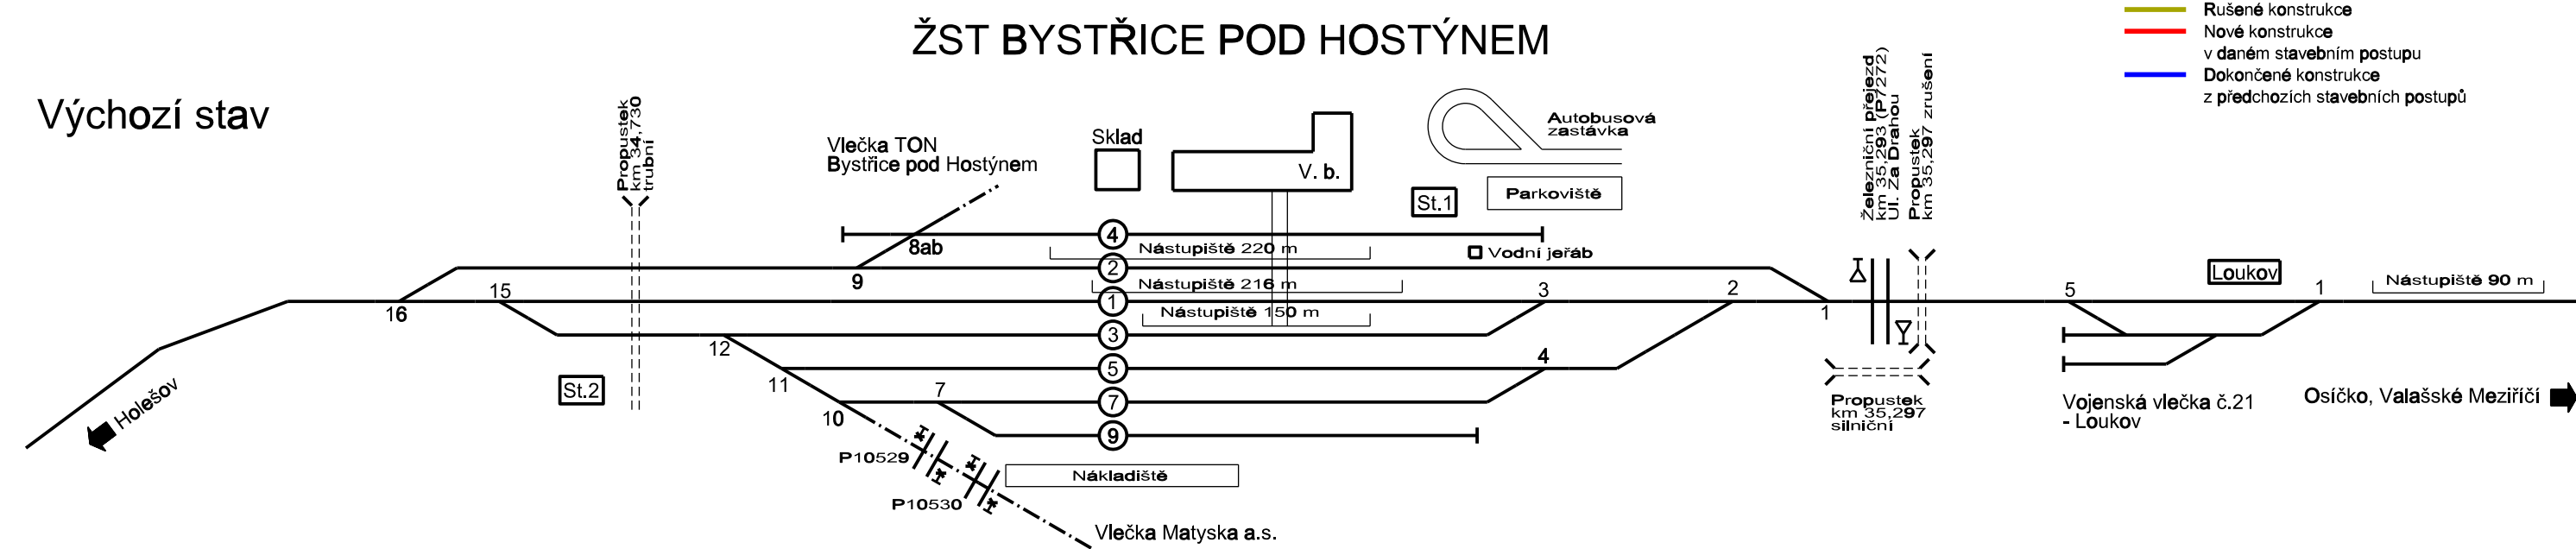 ŽST BYSTŘICE POD HOSTÝNEM
Rušené konstrukce
Nové konstrukce
v daném stavebním postupu
Dokončené konstrukce
z předchozích stavebních postupů
Výchozí stav
Propustek
km 34,730
trubní
Vlečka TON
Bystřice pod Hostýnem
Sklad
V. b.
Autobusová
zastávka
St.1
Parkoviště
Železniční přejezd
km 35,293 (P7272)
Ul. Za Drahou
Propustek
km 35,297 zrušení
4
8ab
Nástupiště 220 m
Vodní jeřáb
2
9
Nástupiště 216 m
15
16
1
3
2
1
Nástupiště 150 m
5
Loukov
1
Nástupiště 90 m
12
3
11
5
4
St.2
Holešov
10
7
7
9
P10529
P10530
Nákladiště
Vlečka Matyska a.s.
Propustek
km 35,297
silniční
Vojenská vlečka č.21
- Loukov
Osíčko, Valašské Meziříčí